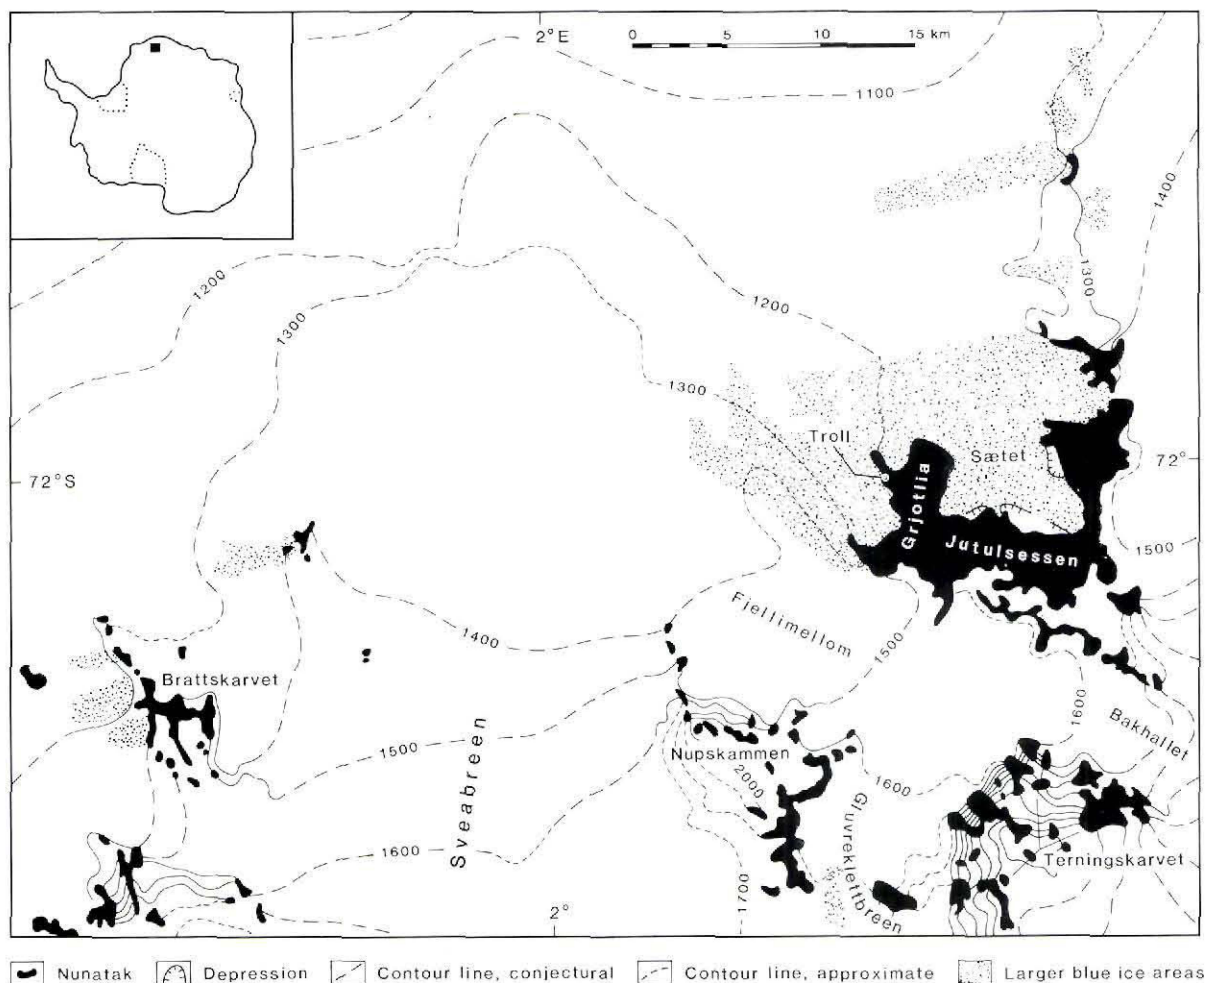 2°E
0 5 10 15 km
1100
1400
1200
1300
1300
1200
1300
Troll
Sætet
72°S
72°
Grjotlia
Jutulsessen
1500
Fjellimellom
1400
1500
Brattskarvet
1600
Bakhallet
1500
Sveabreen
Nupskammen
2000
1600
Gluvreklettbreen
1600
Terningskarvet
1700
2°
Nunatak
Depression
Contour line, conjectural
Contour line, approximate
Larger blue ice areas